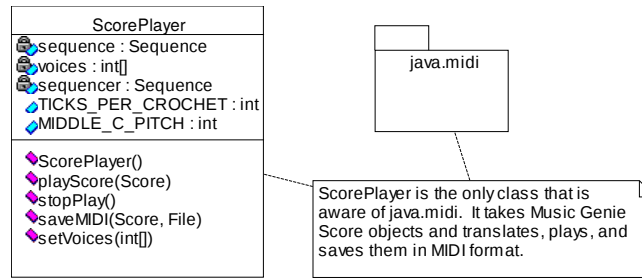 ScorePlayer
sequence : Sequence
voices : int[]
sequencer : Sequence
TICKS_PER_CROCHET : int
MIDDLE_C_PITCH : int
ScorePlayer()
playScore(Score)
stopPlay()
saveMIDI(Score, File)
setVoices(int[])
java.midi
ScorePlayer is the only class that is
aware of java.midi. It takes Music Genie
Score objects and translates, plays, and
saves them in MIDI format.